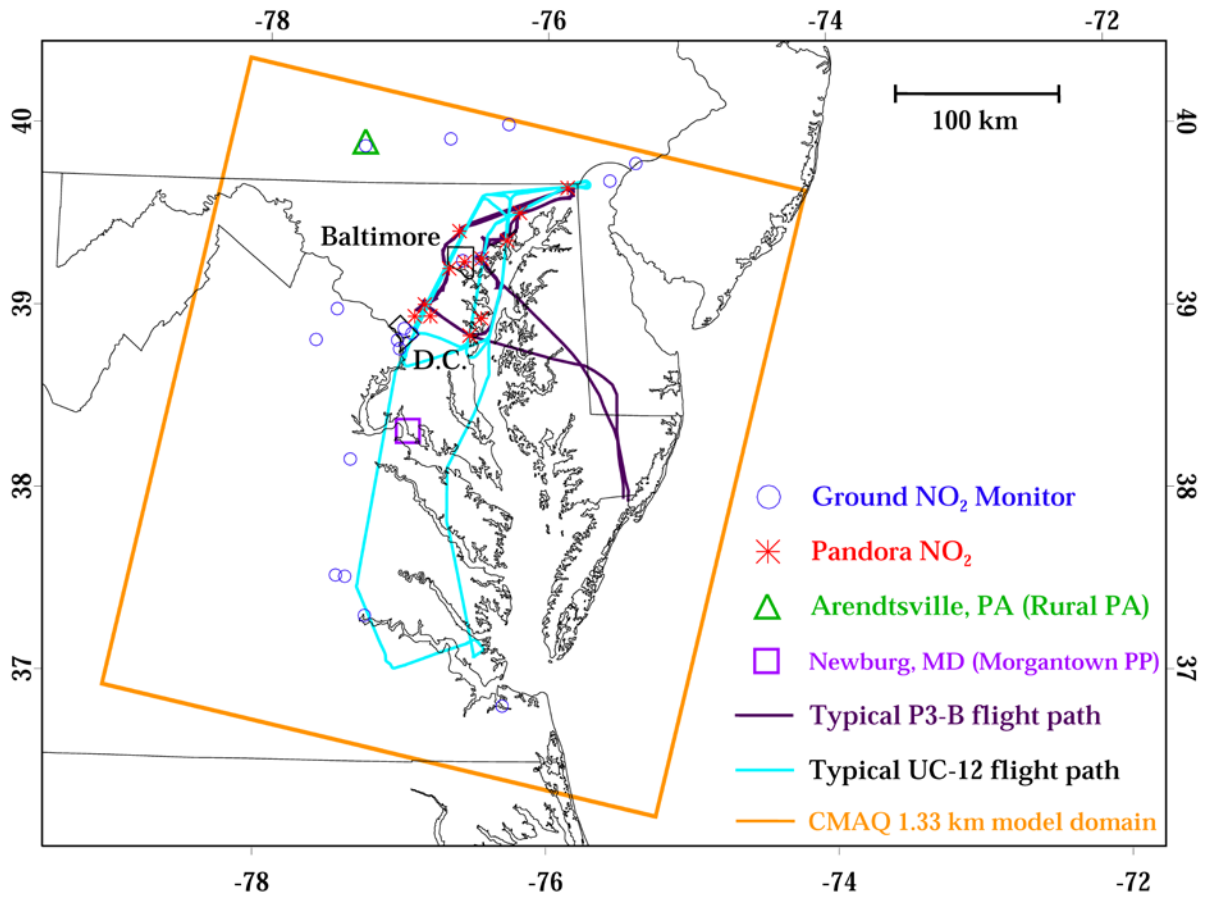 -78 -76 -74 -72
40 40
100 km
Baltimore
39 39
D.C.
38 38
Ground NO₂ Monitor
Pandora NO₂
Arendtsville, PA (Rural PA)
37 Newburg, MD (Morgantown PP) 37
Typical P3-B flight path
Typical UC-12 flight path
CMAQ 1.33 km model domain
-78 -76 -74 -72